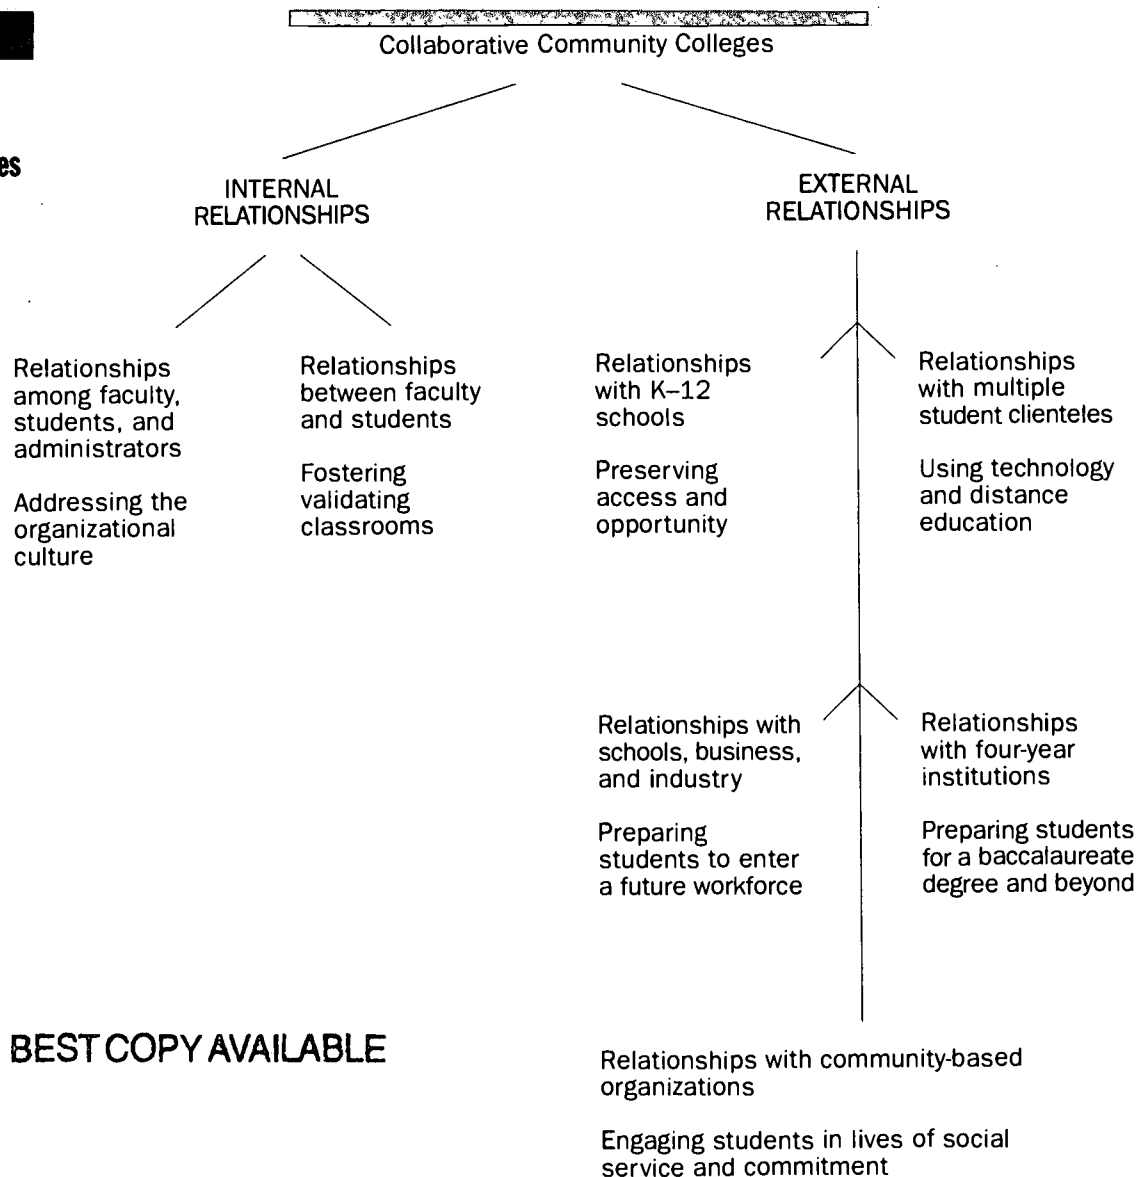 Collaborative Community Colleges
es
INTERNAL
RELATIONSHIPS
EXTERNAL
RELATIONSHIPS
Relationships
among faculty,
students, and
administrators
Addressing the
organizational
culture
Relationships
between faculty
and students
Fostering
validating
classrooms
Relationships
with K–12
schools
Preserving
access and
opportunity
Relationships
with multiple
student clienteles
Using technology
and distance
education
Relationships with
schools, business,
and industry
Preparing
students to enter
a future workforce
Relationships
with four-year
institutions
Preparing students
for a baccalaureate
degree and beyond
BEST COPY AVAILABLE
Relationships with community-based
organizations
Engaging students in lives of social
service and commitment